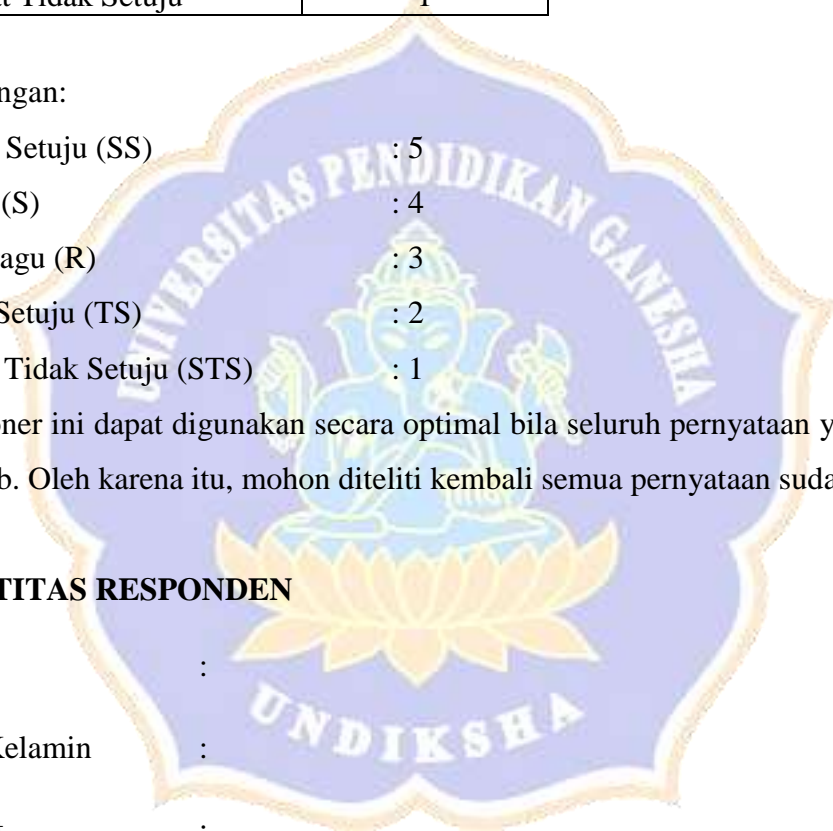 Tidak Setuju
ngan:
Setuju (SS) : 5
(S) : 4
agu (R) : 3
Setuju (TS) : 2
Tidak Setuju (STS) : 1
oner ini dapat digunakan secara optimal bila seluruh pernyataan y
b. Oleh karena itu, mohon diteliti kembali semua pernyataan suda
TITAS RESPONDEN
:
Kelamin :
:
UNIVERSITAS PENDIDIKAN GANESHA
UNDIKSHA